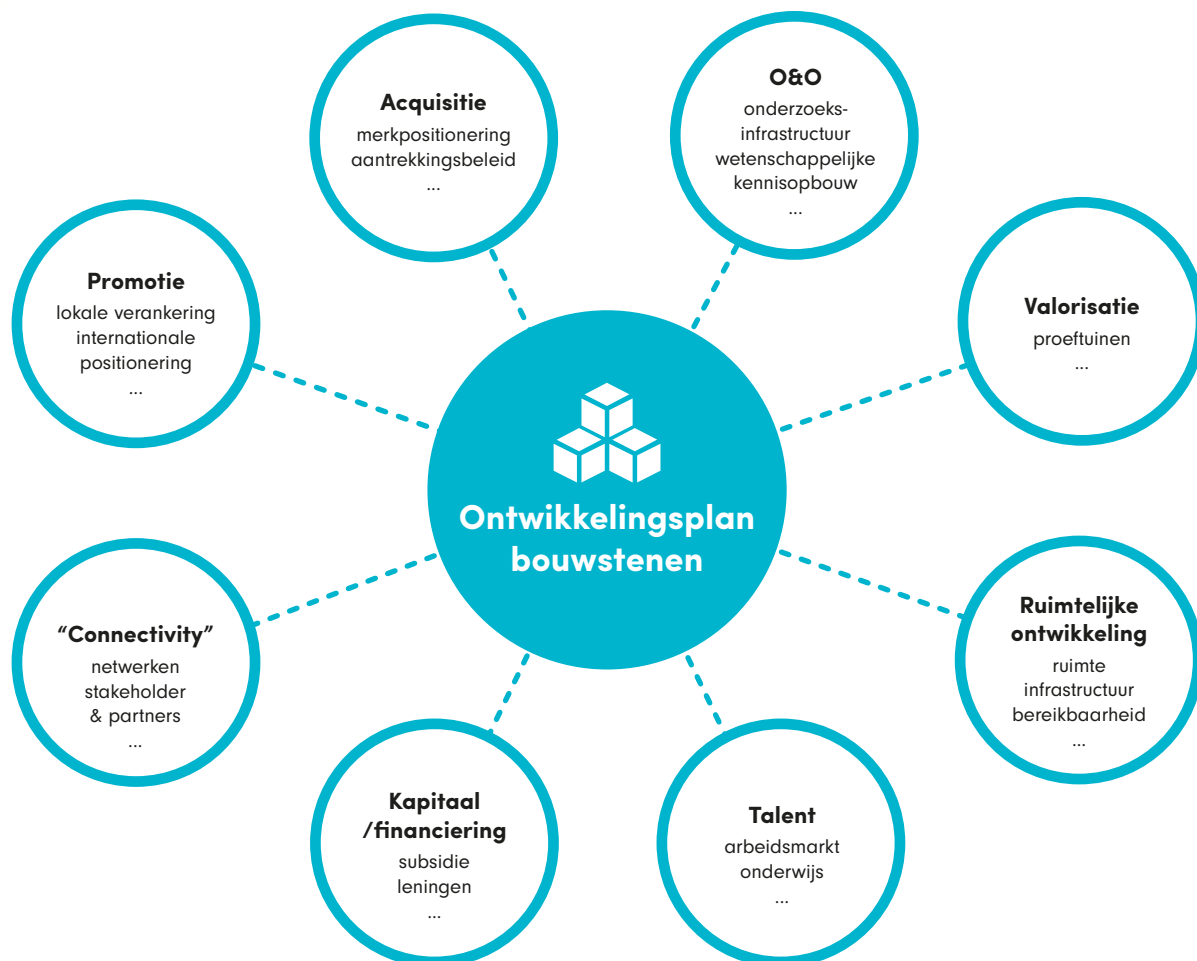 Acquisitie
merkpositionering
aantrekkingsbeleid
...
O&O
onderzoeks-
infrastructuur
wetenschappelijke
kennisopbouw
...
Promotie
lokale verankering
internationale
positionering
...
Valorisatie
proeftuinen
...
Ontwikkelingsplan
bouwstenen
“Connectivity”
netwerken
stakeholder
& partners
...
Ruimtelijke
ontwikkeling
ruimte
infrastructuur
bereikbaarheid
...
Kapitaal
/financiering
subsidie
leningen
...
Talent
arbeidsmarkt
onderwijs
...